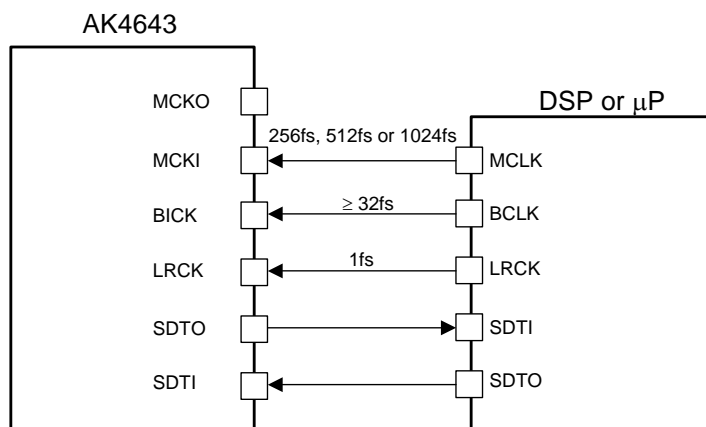 AK4643
DSP or μP
MCKO
256fs, 512fs or 1024fs
MCKI
MCLK
≥ 32fs
BICK
BCLK
1fs
LRCK
LRCK
SDTO
SDTI
SDTI
SDTO